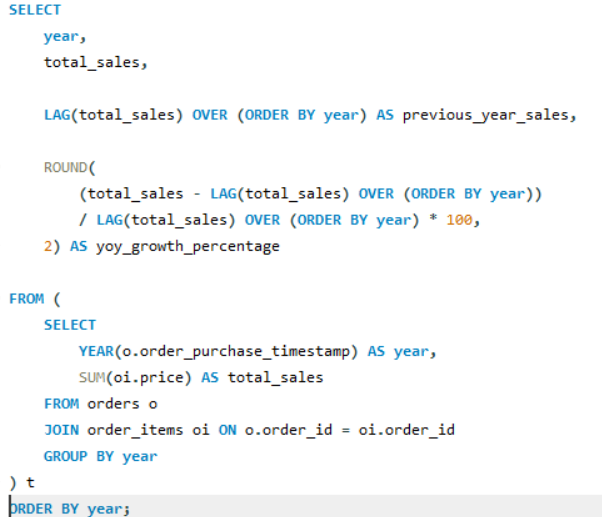 SELECT
year,
total_sales,
LAG(total_sales) OVER (ORDER BY year) AS previous_year_sales,
ROUND(
(total_sales - LAG(total_sales) OVER (ORDER BY year))
/ LAG(total_sales) OVER (ORDER BY year) * 100,
2) AS yoy_growth_percentage
FROM (
SELECT
YEAR(o.order_purchase_timestamp) AS year,
SUM(oi.price) AS total_sales
FROM orders o
JOIN order_items oi ON o.order_id = oi.order_id
GROUP BY year
) t
ORDER BY year;